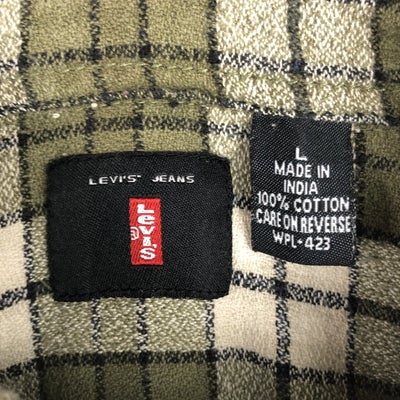 LEVI'S® JEANS
LEVI'S
®
L
MADE IN
INDIA
100% COTTON
CARE ON REVERSE
WPL-423